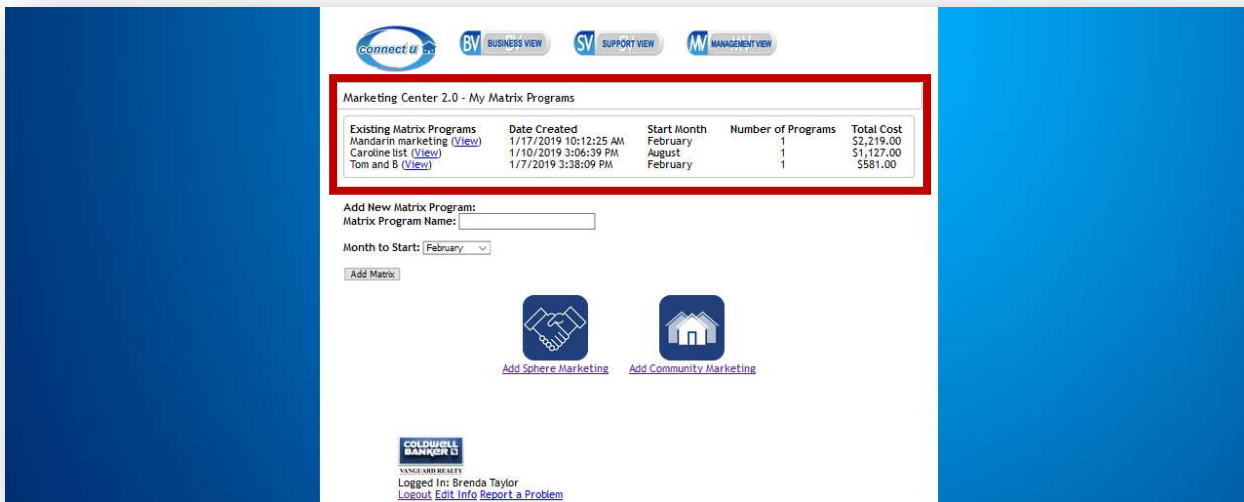 connect u BV BUSINESS VIEW SV SUPPORT VIEW MV MANAGEMENT VIEW
Marketing Center 2.0 - My Matrix Programs
Existing Matrix Programs Date Created Start Month Number of Programs Total Cost
Mandarin marketing (View) 1/17/2019 10:12:25 AM February 1 $2,219.00
Caroline list (View) 1/10/2019 3:06:39 PM August 1 $1,127.00
Tom and B (View) 1/7/2019 3:38:09 PM February 1 $581.00
Add New Matrix Program:
Matrix Program Name:
Month to Start: February
Add Matrix
Add Sphere Marketing Add Community Marketing
COLDWELL
BANKER
VANGUARD REALTY
Logged In: Brenda Taylor
Logout Edit Info Report a Problem